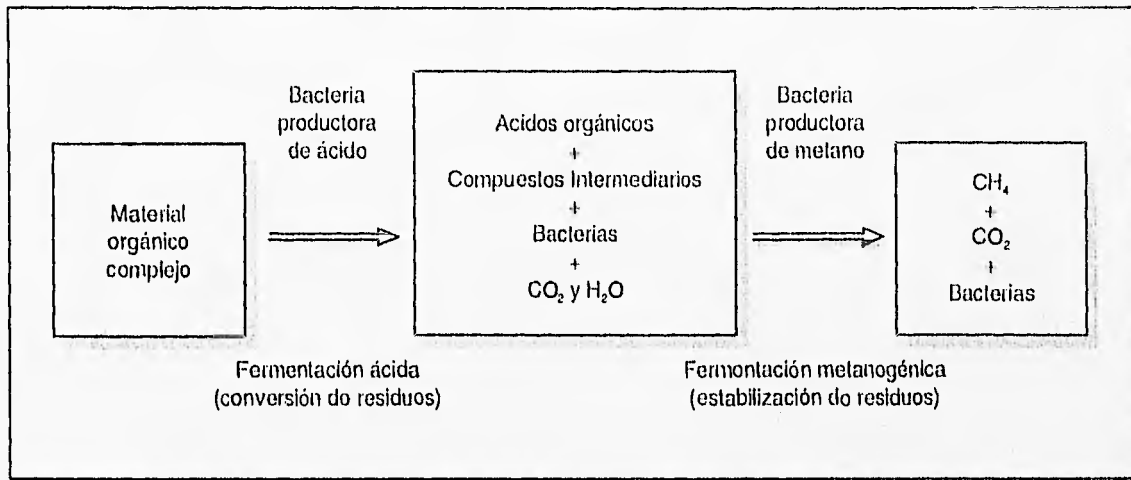 Material
orgánico
complejo
Bacteria
productora
de ácido
Fermentación ácida
(conversión do residuos)
Acidos orgánicos
+
Compuestos Intermediarios
+
Bacterias
+
CO₂ y H₂O
Bacteria
productora
de metano
Fermontación metanogénica
(estabilización do residuos)
CH₄
+
CO₂
+
Bacterias